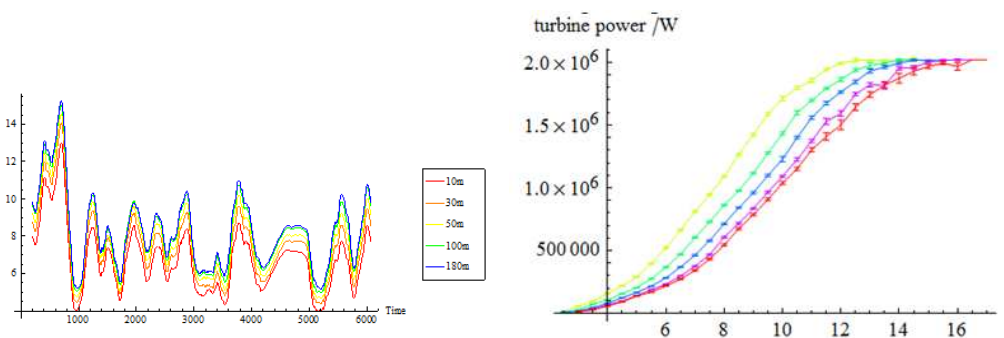 turbine power /W
2.0 × 10⁶
1.5 × 10⁶
1.0 × 10⁶
500 000
6 8 10 12 14 16
14
12
10
8
6
1000 2000 3000 4000 5000 6000 Time
10m
30m
50m
100m
180m